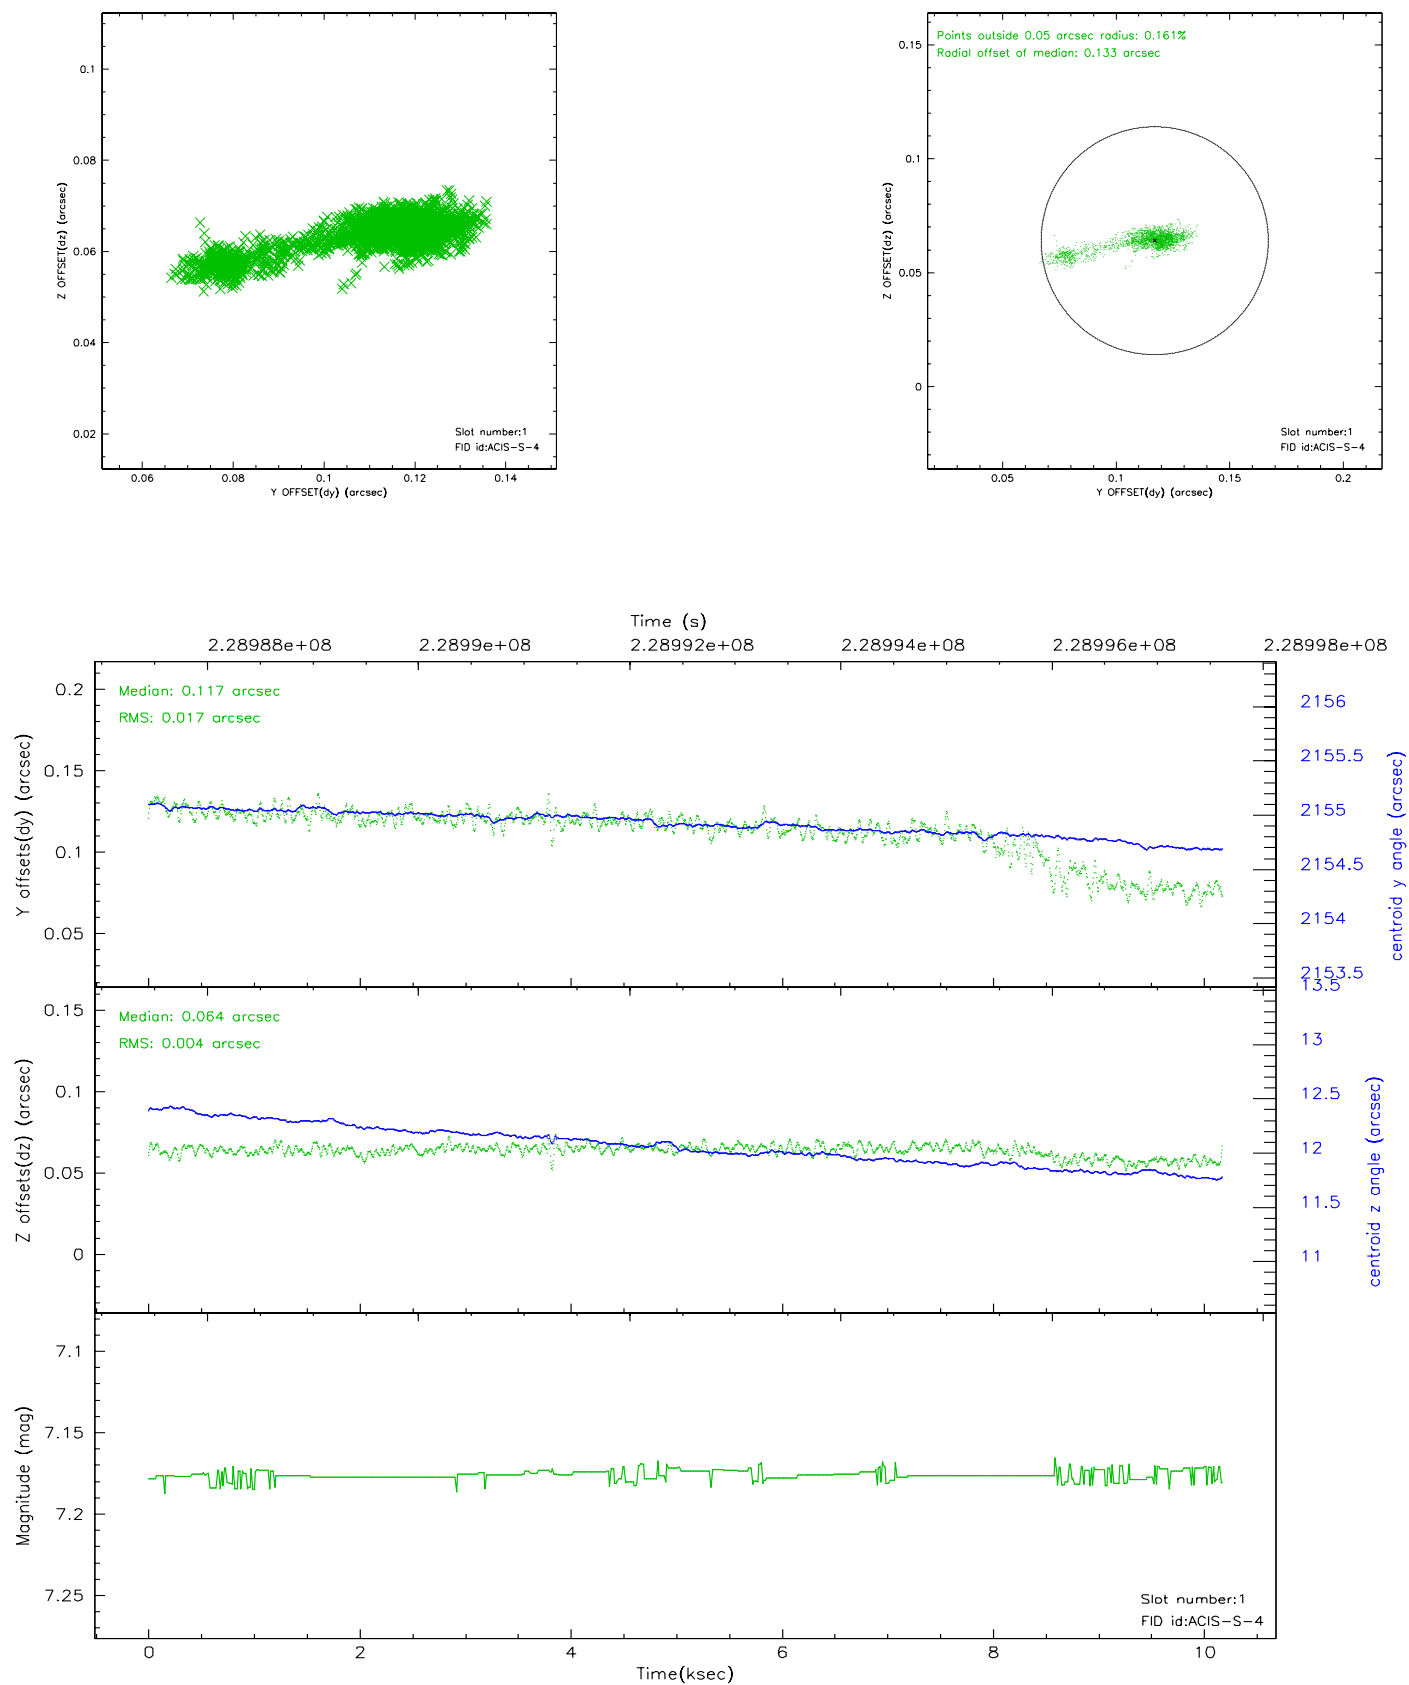 0.1
0.08
0.06
0.04
0.02
Z OFFSET(dz) (arcsec)
Slot number:1
FID id:ACIS-S-4
0.06 0.08 0.1 0.12 0.14
Y OFFSET(dy) (arcsec)
Points outside 0.05 arcsec radius: 0.161%
Radial offset of median: 0.133 arcsec
0.15
0.1
0.05
0
Z OFFSET(dz) (arcsec)
Slot number:1
FID id:ACIS-S-4
0.05 0.1 0.15 0.2
Y OFFSET(dy) (arcsec)
Time (s)
2.28988e+08 2.2899e+08 2.28992e+08 2.28994e+08 2.28996e+08 2.28998e+08
Median: 0.117 arcsec
RMS: 0.017 arcsec
0.2
0.15
0.1
0.05
Y offsets(dy) (arcsec)
2156
2155.5
2155
2154.5
2154
2153.5
centroid y angle (arcsec)
Median: 0.064 arcsec
RMS: 0.004 arcsec
0.15
0.1
0.05
0
Z offsets(dz) (arcsec)
13.5
13
12.5
12
11.5
11
centroid z angle (arcsec)
7.1
7.15
7.2
7.25
Magnitude (mag)
Slot number:1
FID id:ACIS-S-4
0 2 4 6 8 10
Time(ksec)